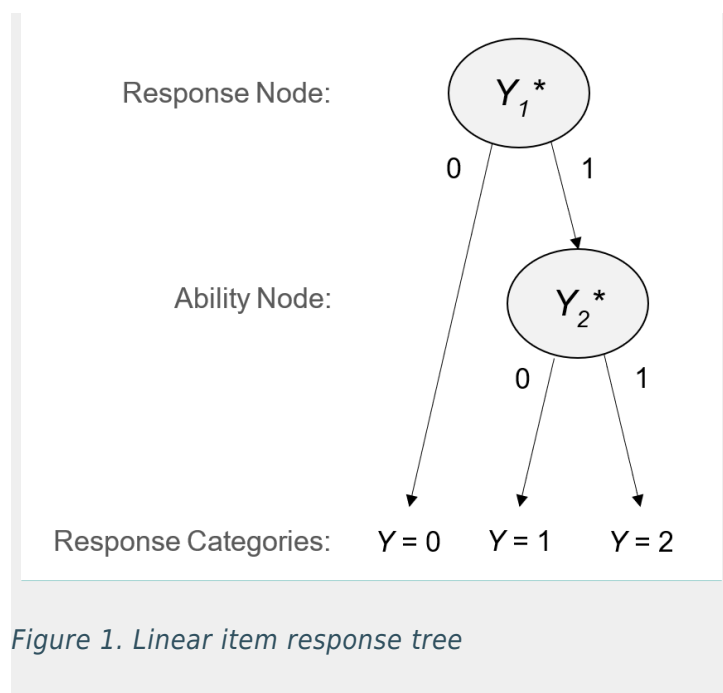 Response Node:
Y1*
0
1
Ability Node:
Y2*
0
1
Response Categories:
Y = 0
Y = 1
Y = 2
Figure 1. Linear item response tree